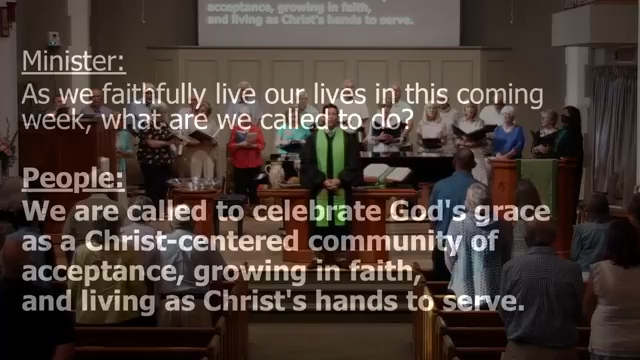 acceptance, growing in faith,
and living as Christ's hands to serve.
Minister:
As we faithfully live our lives in this coming
week, what are we called to do?
People:
We are called to celebrate God's grace
as a Christ-centered community of
acceptance, growing in faith,
and living as Christ's hands to serve.